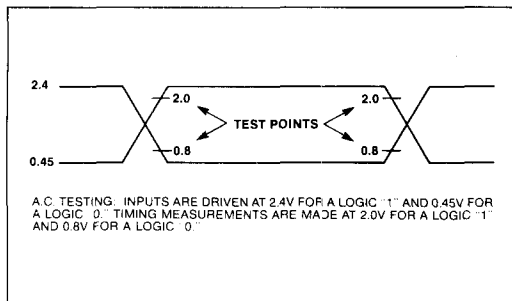 2.4
2.0
2.0
TEST POINTS
0.8
0.8
0.45
A.C. TESTING: INPUTS ARE DRIVEN AT 2.4V FOR A LOGIC "1" AND 0.45V FOR
A LOGIC "0." TIMING MEASUREMENTS ARE MADE AT 2.0V FOR A LOGIC "1"
AND 0.8V FOR A LOGIC "0."